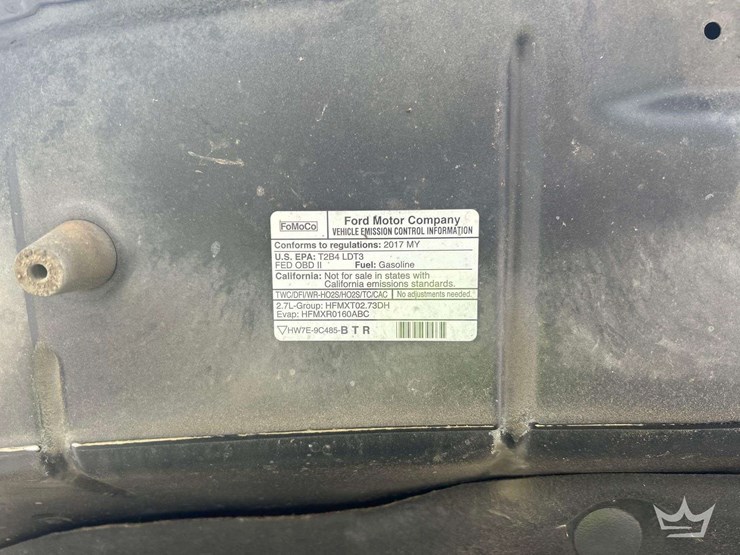 FoMoCo
Ford Motor Company
VEHICLE EMISSION CONTROL INFORMATION
Conforms to regulations: 2017 MY
U.S. EPA: T2B4 LDT3
FED OBD II Fuel: Gasoline
California: Not for sale in states with
California emissions standards.
TWC/DFI/WR-HO2S/HO2S/TC/CAC No adjustments needed.
2.7L-Group: HFMXT02.73DH
Evap: HFMXR0160ABC
▽HW7E-9C485-B T R